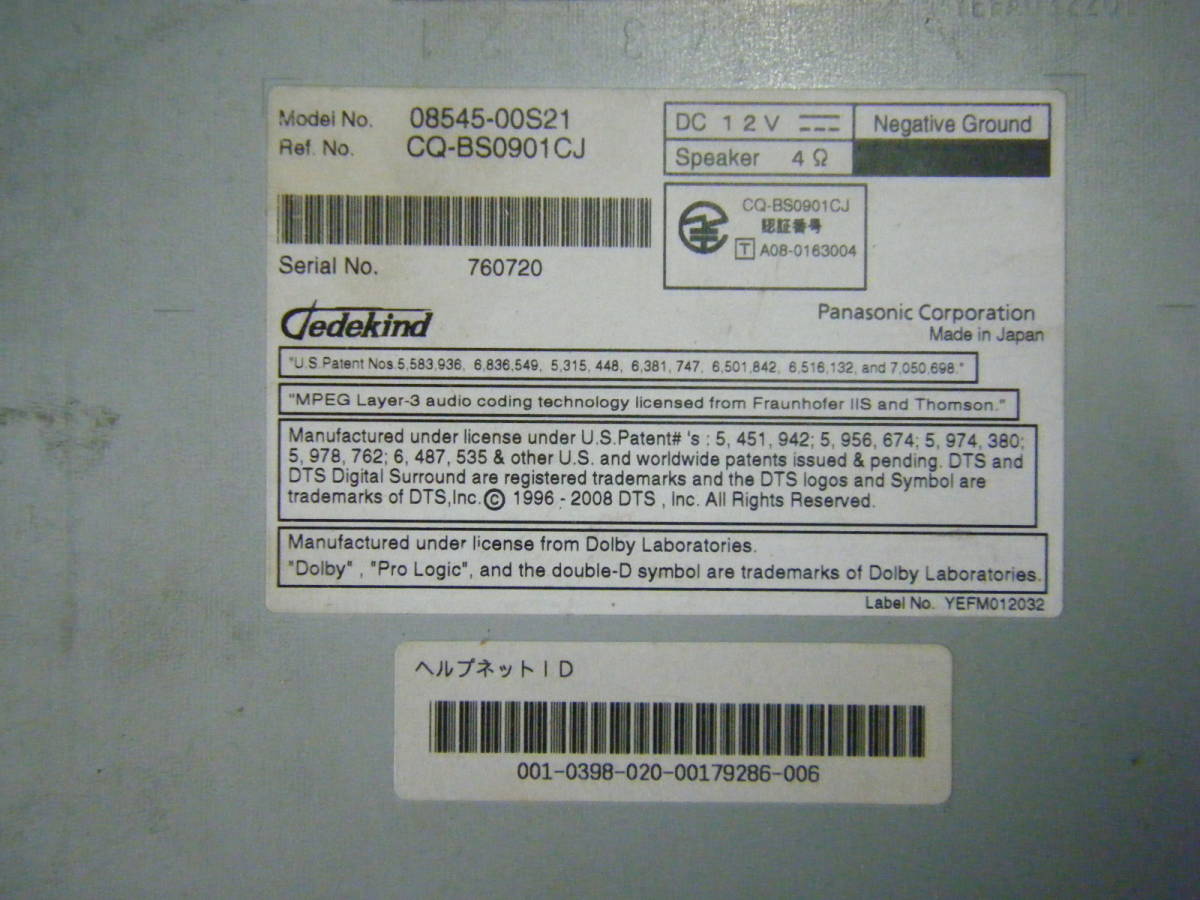 Model No. 08545-00S21
Ref. No. CQ-BS0901CJ
DC 12V Negative Ground
Speaker 4Ω
CQ-BS0901CJ
認証番号
T A08-0163004
Serial No. 760720
Dedekind
Panasonic Corporation
Made in Japan
"U.S.Patent Nos.5,583,936, 6,836,549, 5,315,448, 6,381,747, 6,501,842, 6,516,132, and 7,050,698."
"MPEG Layer-3 audio coding technology licensed from Fraunhofer IIS and Thomson."
Manufactured under license under U.S.Patent# 's : 5, 451, 942; 5, 956, 674; 5, 974, 380;
5, 978, 762; 6, 487, 535 & other U.S. and worldwide patents issued & pending. DTS and
DTS Digital Surround are registered trademarks and the DTS logos and Symbol are
trademarks of DTS,Inc.© 1996 - 2008 DTS , Inc. All Rights Reserved.
Manufactured under license from Dolby Laboratories.
"Dolby" , "Pro Logic", and the double-D symbol are trademarks of Dolby Laboratories.
Label No. YEFM012032
ヘルプネットID
001-0398-020-00179286-006